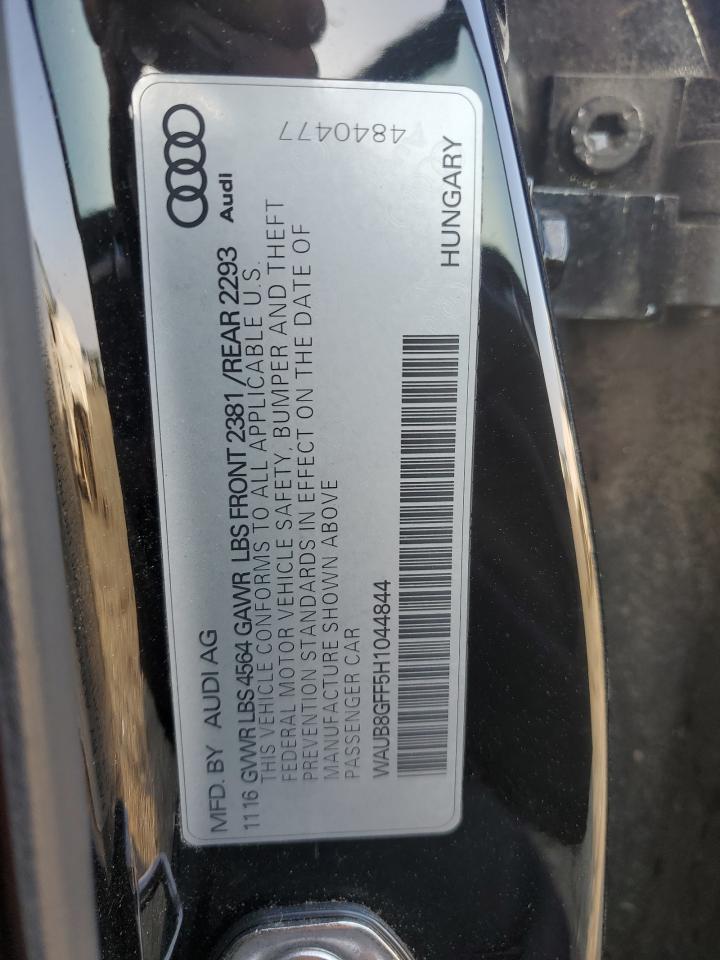 MFD. BY AUDI AG
Audi
11 16 GVWR LBS 4564 GAWR LBS FRONT 2381 /REAR 2293
THIS VEHICLE CONFORMS TO ALL APPLICABLE U.S.
FEDERAL MOTOR VEHICLE SAFETY, BUMPER AND THEFT
PREVENTION STANDARDS IN EFFECT ON THE DATE OF
MANUFACTURE SHOWN ABOVE
PASSENGER CAR
4840477
WAUB8GFF5H1044844
HUNGARY